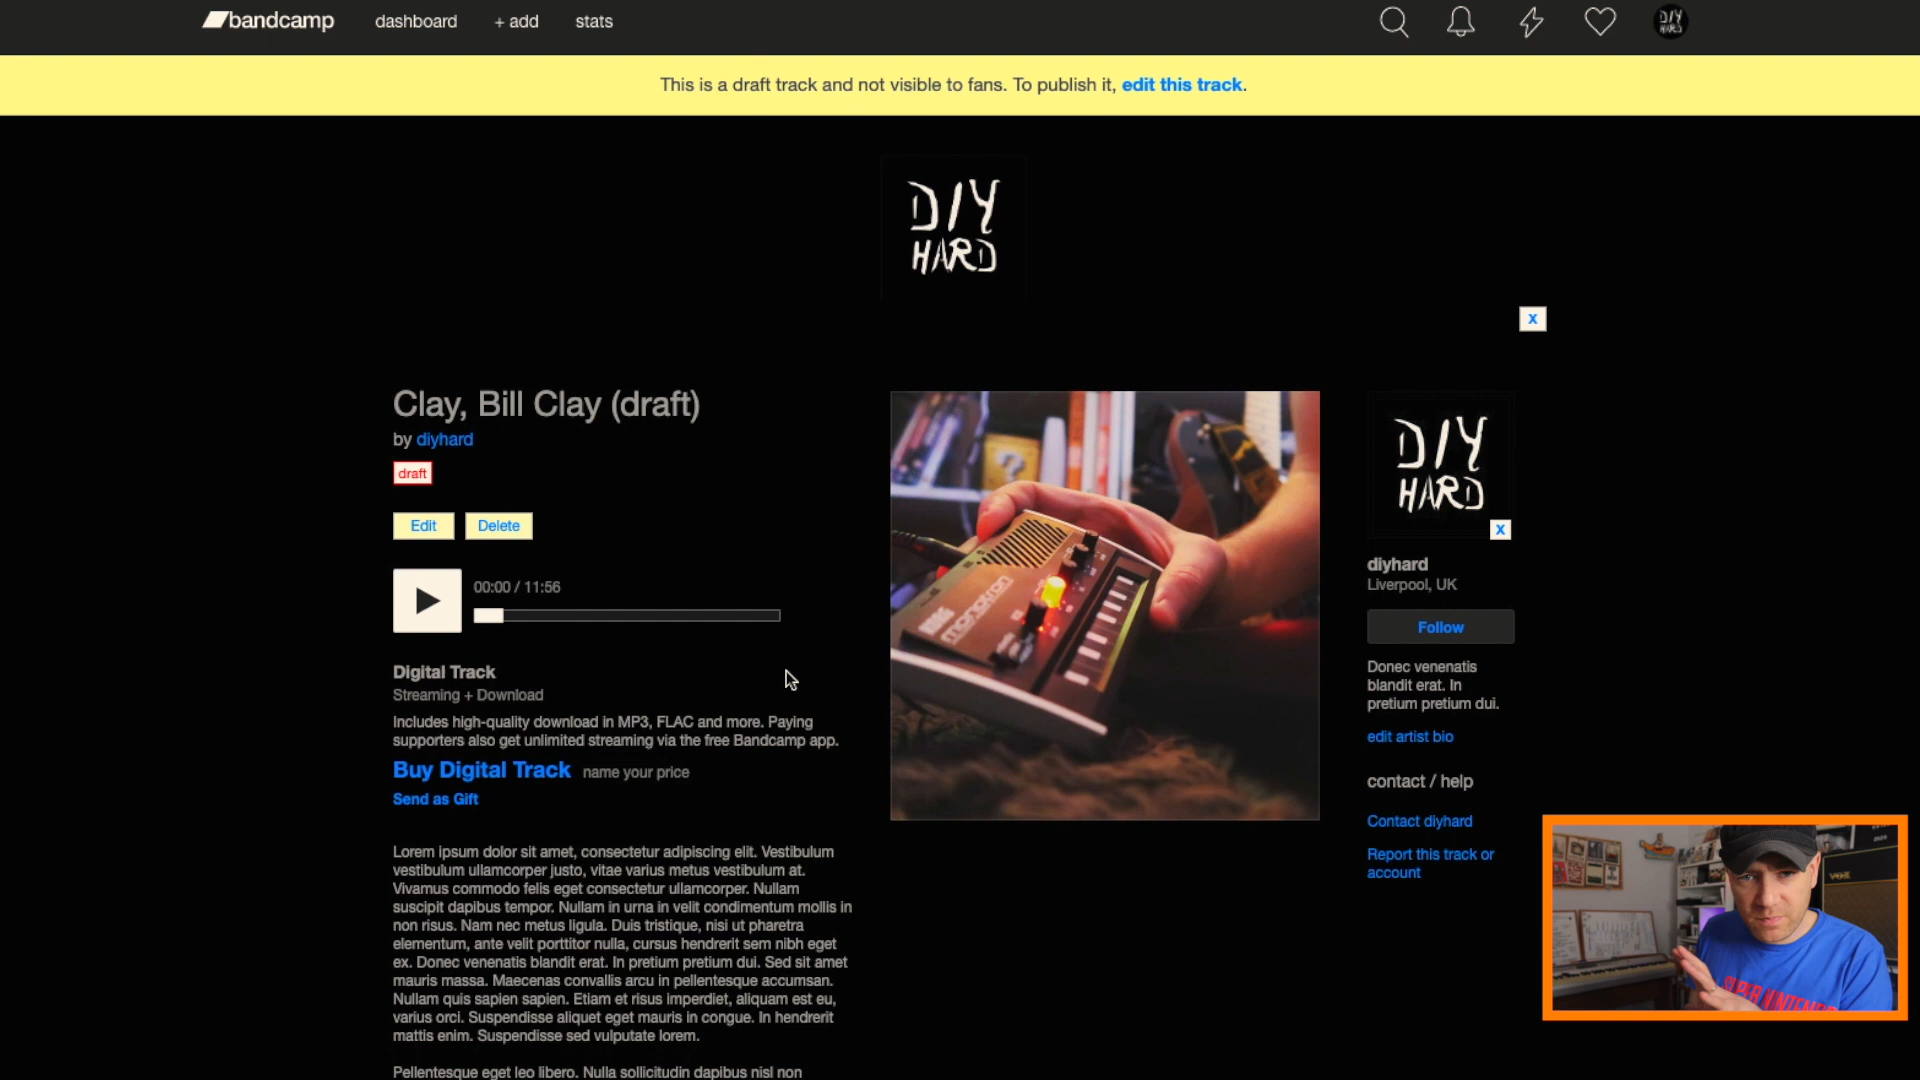 bandcamp dashboard + add stats
DIY HARD
This is a draft track and not visible to fans. To publish it, edit this track.
DIY
HARD
x
Clay, Bill Clay (draft)
by diyhard
draft
Edit Delete
00:00 / 11:56
Digital Track
Streaming + Download
Includes high-quality download in MP3, FLAC and more. Paying
supporters also get unlimited streaming via the free Bandcamp app.
Buy Digital Track name your price
Send as Gift
Lorem ipsum dolor sit amet, consectetur adipiscing elit. Vestibulum
vestibulum ullamcorper justo, vitae varius metus vestibulum at.
Vivamus commodo felis eget consectetur ullamcorper. Nullam
suscipit dapibus tempor. Nullam in urna in velit condimentum mollis in
non risus. Nam nec metus ligula. Duis tristique, nisi ut pharetra
elementum, ante velit porttitor nulla, cursus hendrerit sem nibh eget
ex. Donec venenatis blandit erat. In pretium pretium dui. Sed sit amet
mauris massa. Maecenas convallis arcu in pellentesque accumsan.
Nullam quis sapien sapien. Etiam et risus imperdiet, aliquam est eu,
varius orci. Suspendisse aliquet eget mauris in congue. In hendrerit
mattis enim. Suspendisse sed vulputate lorem.
Pellentesque eget leo libero. Nulla sollicitudin dapibus nisl non
KORG
monotron
DIY
HARD
x
diyhard
Liverpool, UK
Follow
Donec venenatis
blandit erat. In
pretium pretium dui.
edit artist bio
contact / help
Contact diyhard
Report this track or
account
VOX
SUPER NINTENDO